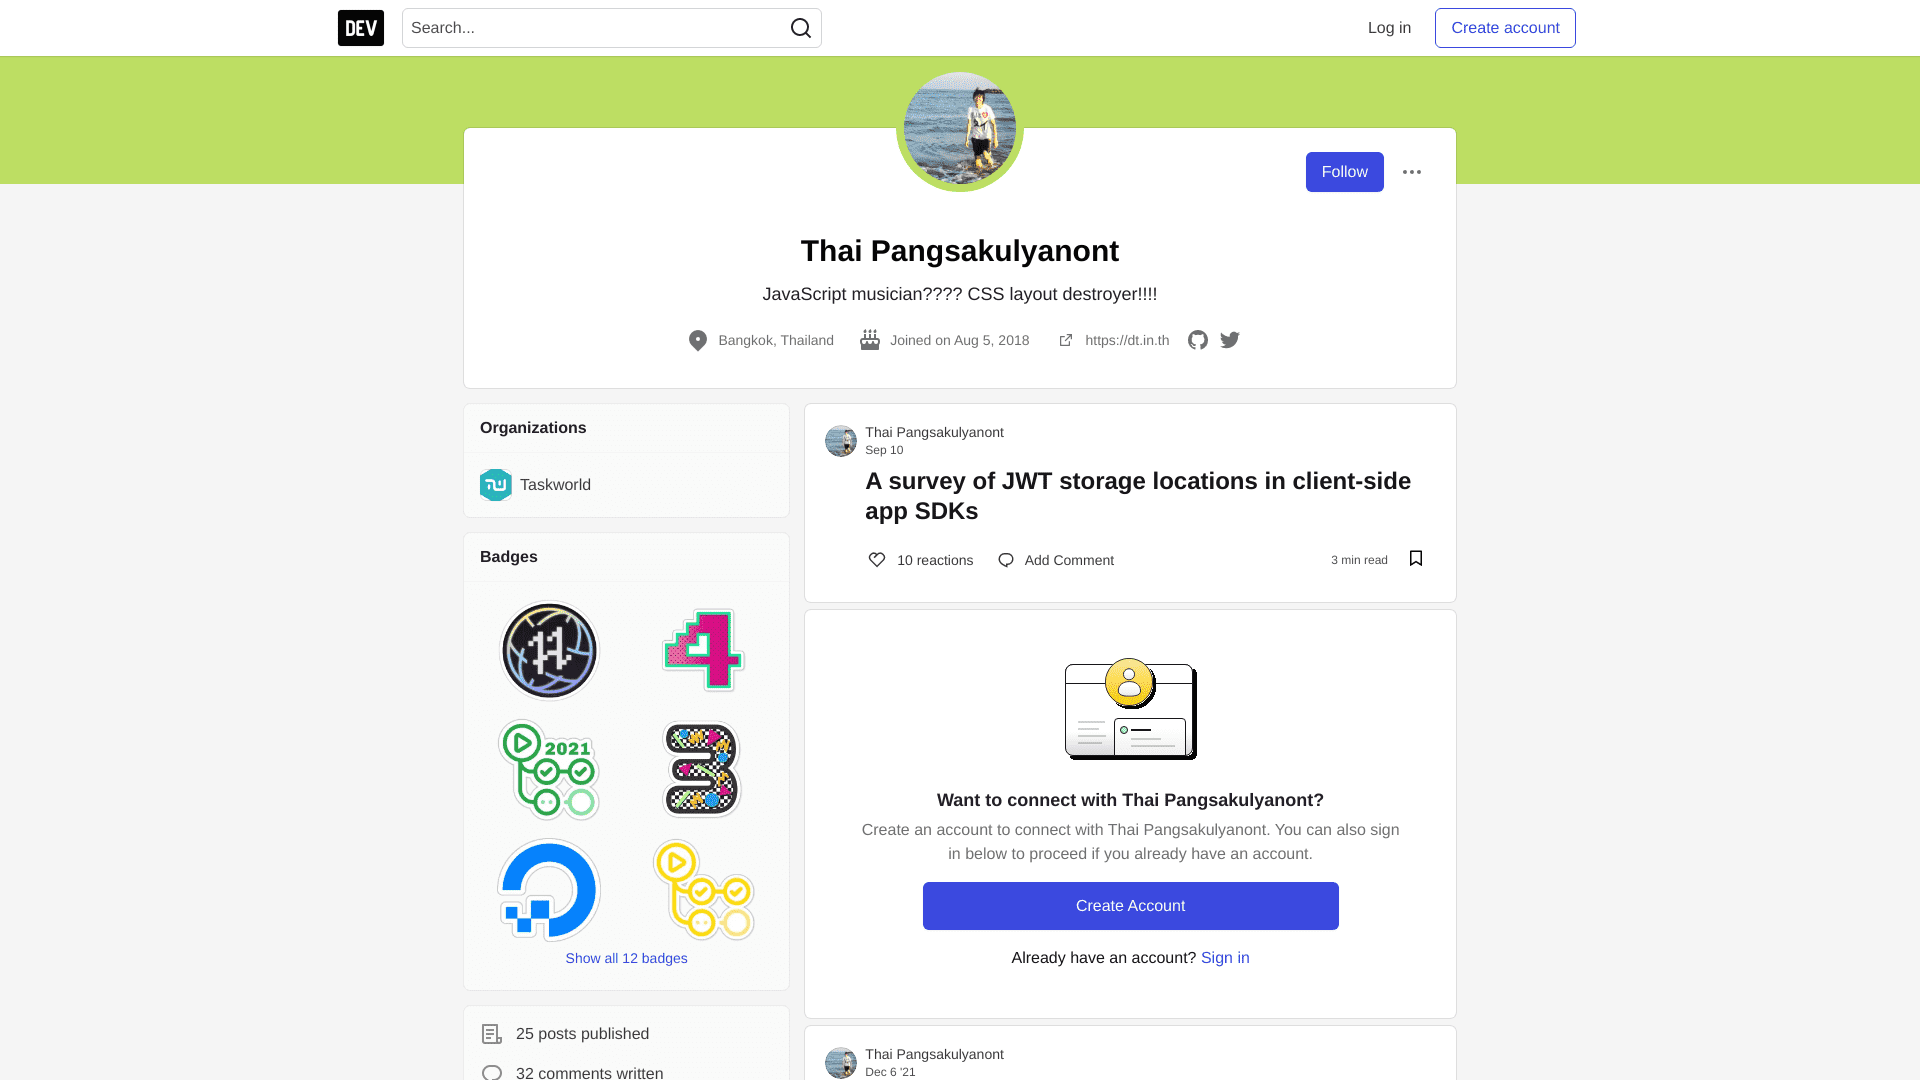 DEV
Search...
Log in
Create account
Follow
Thai Pangsakulyanont
JavaScript musician???? CSS layout destroyer!!!!
Bangkok, Thailand
Joined on Aug 5, 2018
https://dt.in.th
Organizations
Taskworld
Badges
2021
Show all 12 badges
25 posts published
32 comments written
Thai Pangsakulyanont
Sep 10
A survey of JWT storage locations in client-side
app SDKs
10 reactions
Add Comment
3 min read
Want to connect with Thai Pangsakulyanont?
Create an account to connect with Thai Pangsakulyanont. You can also sign
in below to proceed if you already have an account.
Create Account
Already have an account? Sign in
Thai Pangsakulyanont
Dec 6 '21